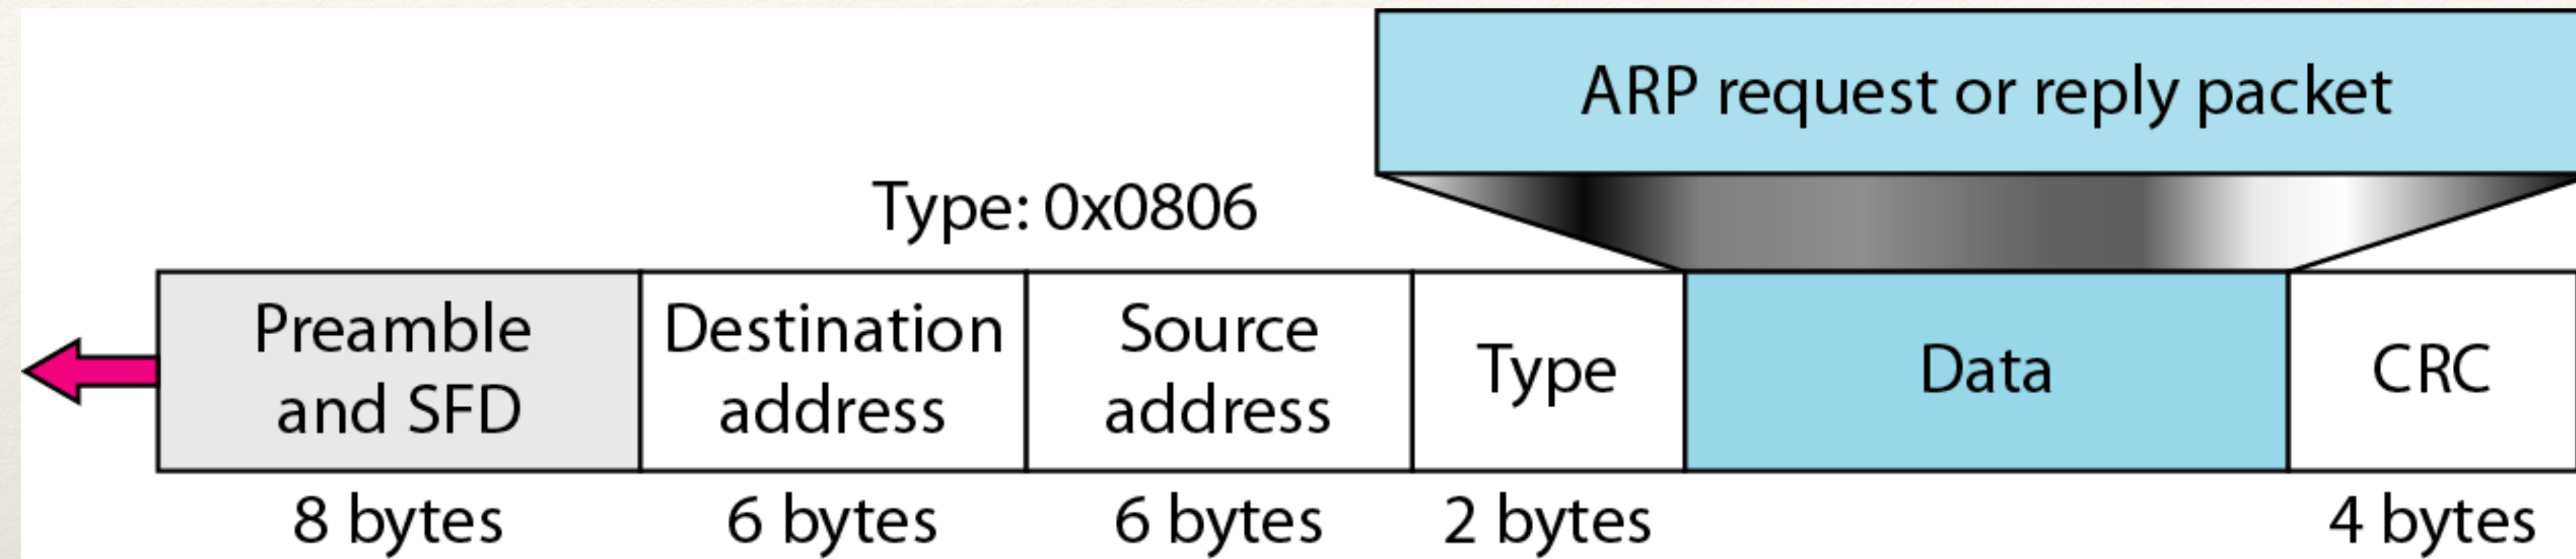 ARP request or reply packet
Type: 0x0806
Preamble
and SFD
Destination
address
Source
address
Type
Data
CRC
8 bytes
6 bytes
6 bytes
2 bytes
4 bytes